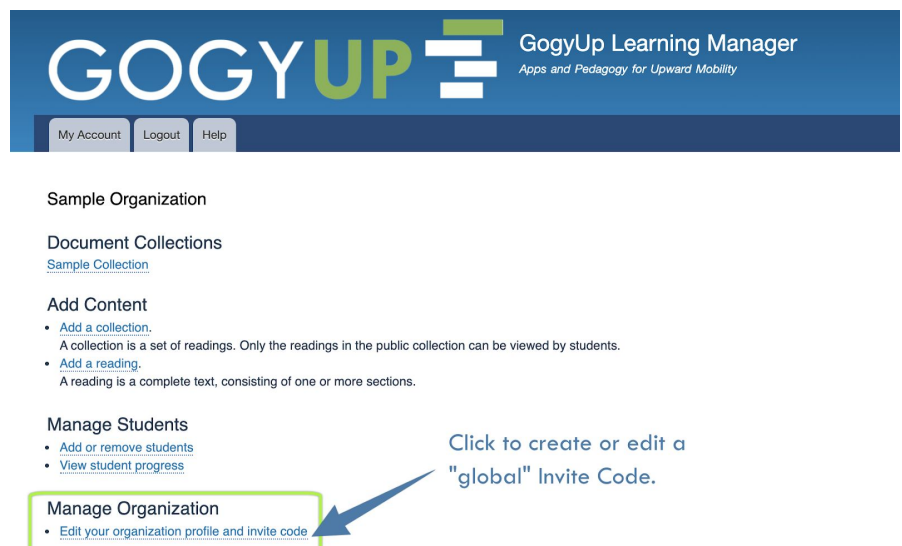 GOGYUP
GogyUp Learning Manager
Apps and Pedagogy for Upward Mobility
My Account Logout Help
Sample Organization
Document Collections
Sample Collection
Add Content
• Add a collection.
A collection is a set of readings. Only the readings in the public collection can be viewed by students.
• Add a reading.
A reading is a complete text, consisting of one or more sections.
Manage Students
• Add or remove students
• View student progress
Click to create or edit a
"global" Invite Code.
Manage Organization
• Edit your organization profile and invite code